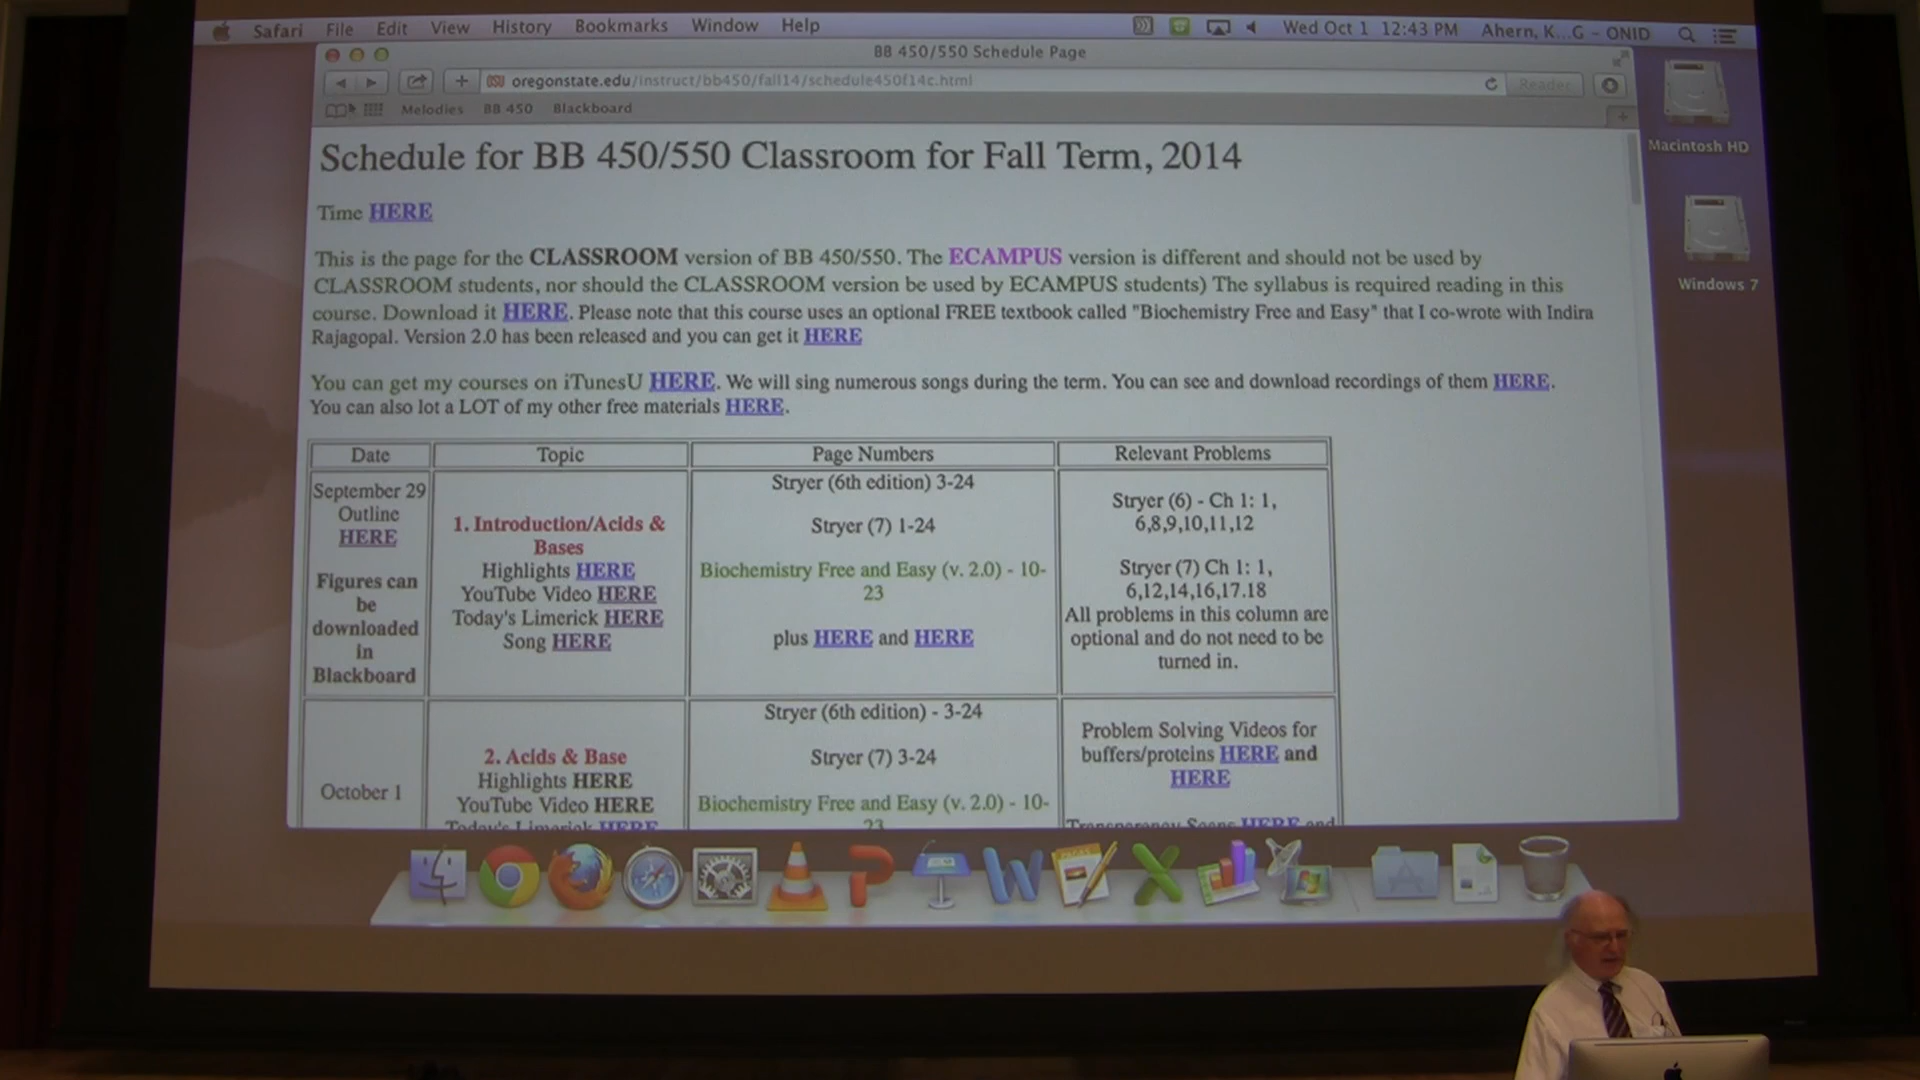 Safari File Edit View History Bookmarks Window Help Wed Oct 1 12:43 PM Ahern, K...G - ONID
BB 450/550 Schedule Page
oregonstate.edu/instruct/bb450/fall14/schedule450f14c.html Reader
Melodies BB 450 Blackboard
Macintosh HD
Windows 7
Schedule for BB 450/550 Classroom for Fall Term, 2014
Time HERE
This is the page for the CLASSROOM version of BB 450/550. The ECAMPUS version is different and should not be used by
CLASSROOM students, nor should the CLASSROOM version be used by ECAMPUS students) The syllabus is required reading in this
course. Download it HERE. Please note that this course uses an optional FREE textbook called "Biochemistry Free and Easy" that I co-wrote with Indira
Rajagopal. Version 2.0 has been released and you can get it HERE
You can get my courses on iTunesU HERE. We will sing numerous songs during the term. You can see and download recordings of them HERE.
You can also lot a LOT of my other free materials HERE.
Date Topic Page Numbers Relevant Problems
September 29
Outline
HERE
Figures can
be
downloaded
in
Blackboard
1. Introduction/Acids &
Bases
Highlights HERE
YouTube Video HERE
Today's Limerick HERE
Song HERE
Stryer (6th edition) 3-24
Stryer (7) 1-24
Biochemistry Free and Easy (v. 2.0) - 10-
23
plus HERE and HERE
Stryer (6) - Ch 1: 1,
6,8,9,10,11,12
Stryer (7) Ch 1: 1,
6,12,14,16,17.18
All problems in this column are
optional and do not need to be
turned in.
October 1
2. Acids & Base
Highlights HERE
YouTube Video HERE
Today's Limerick HERE
Stryer (6th edition) - 3-24
Stryer (7) 3-24
Biochemistry Free and Easy (v. 2.0) - 10-
23
Problem Solving Videos for
buffers/proteins HERE and
HERE
HERE and